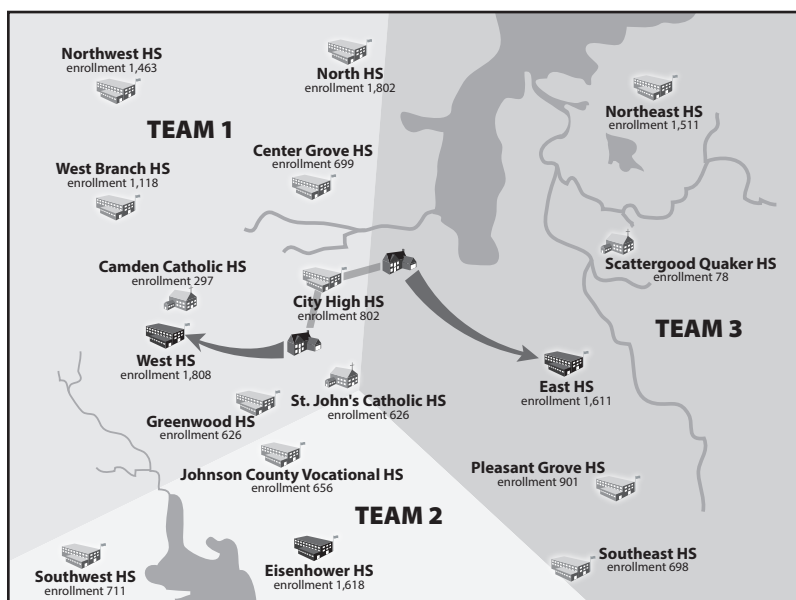 Northwest HS
enrollment 1,463
North HS
enrollment 1,802
Northeast HS
enrollment 1,511
TEAM 1
Center Grove HS
enrollment 699
West Branch HS
enrollment 1,118
Camden Catholic HS
enrollment 297
City High HS
enrollment 802
Scattergood Quaker HS
enrollment 78
TEAM 3
West HS
enrollment 1,808
East HS
enrollment 1,611
St. John's Catholic HS
enrollment 626
Greenwood HS
enrollment 626
Johnson County Vocational HS
enrollment 656
Pleasant Grove HS
enrollment 901
TEAM 2
Southwest HS
enrollment 711
Eisenhower HS
enrollment 1,618
Southeast HS
enrollment 698